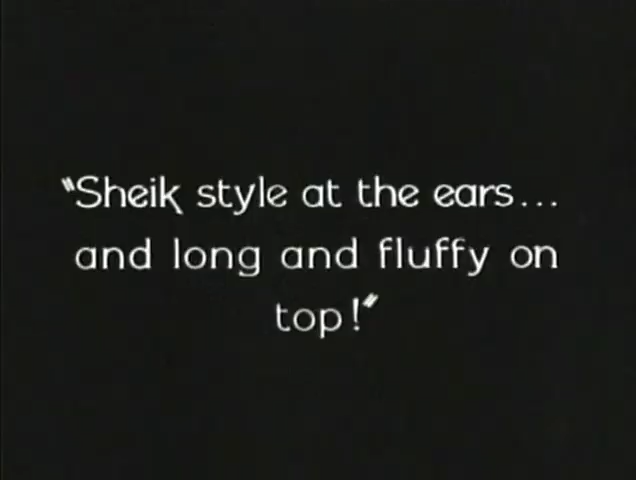 "Sheik style at the ears...
and long and fluffy on
top!"